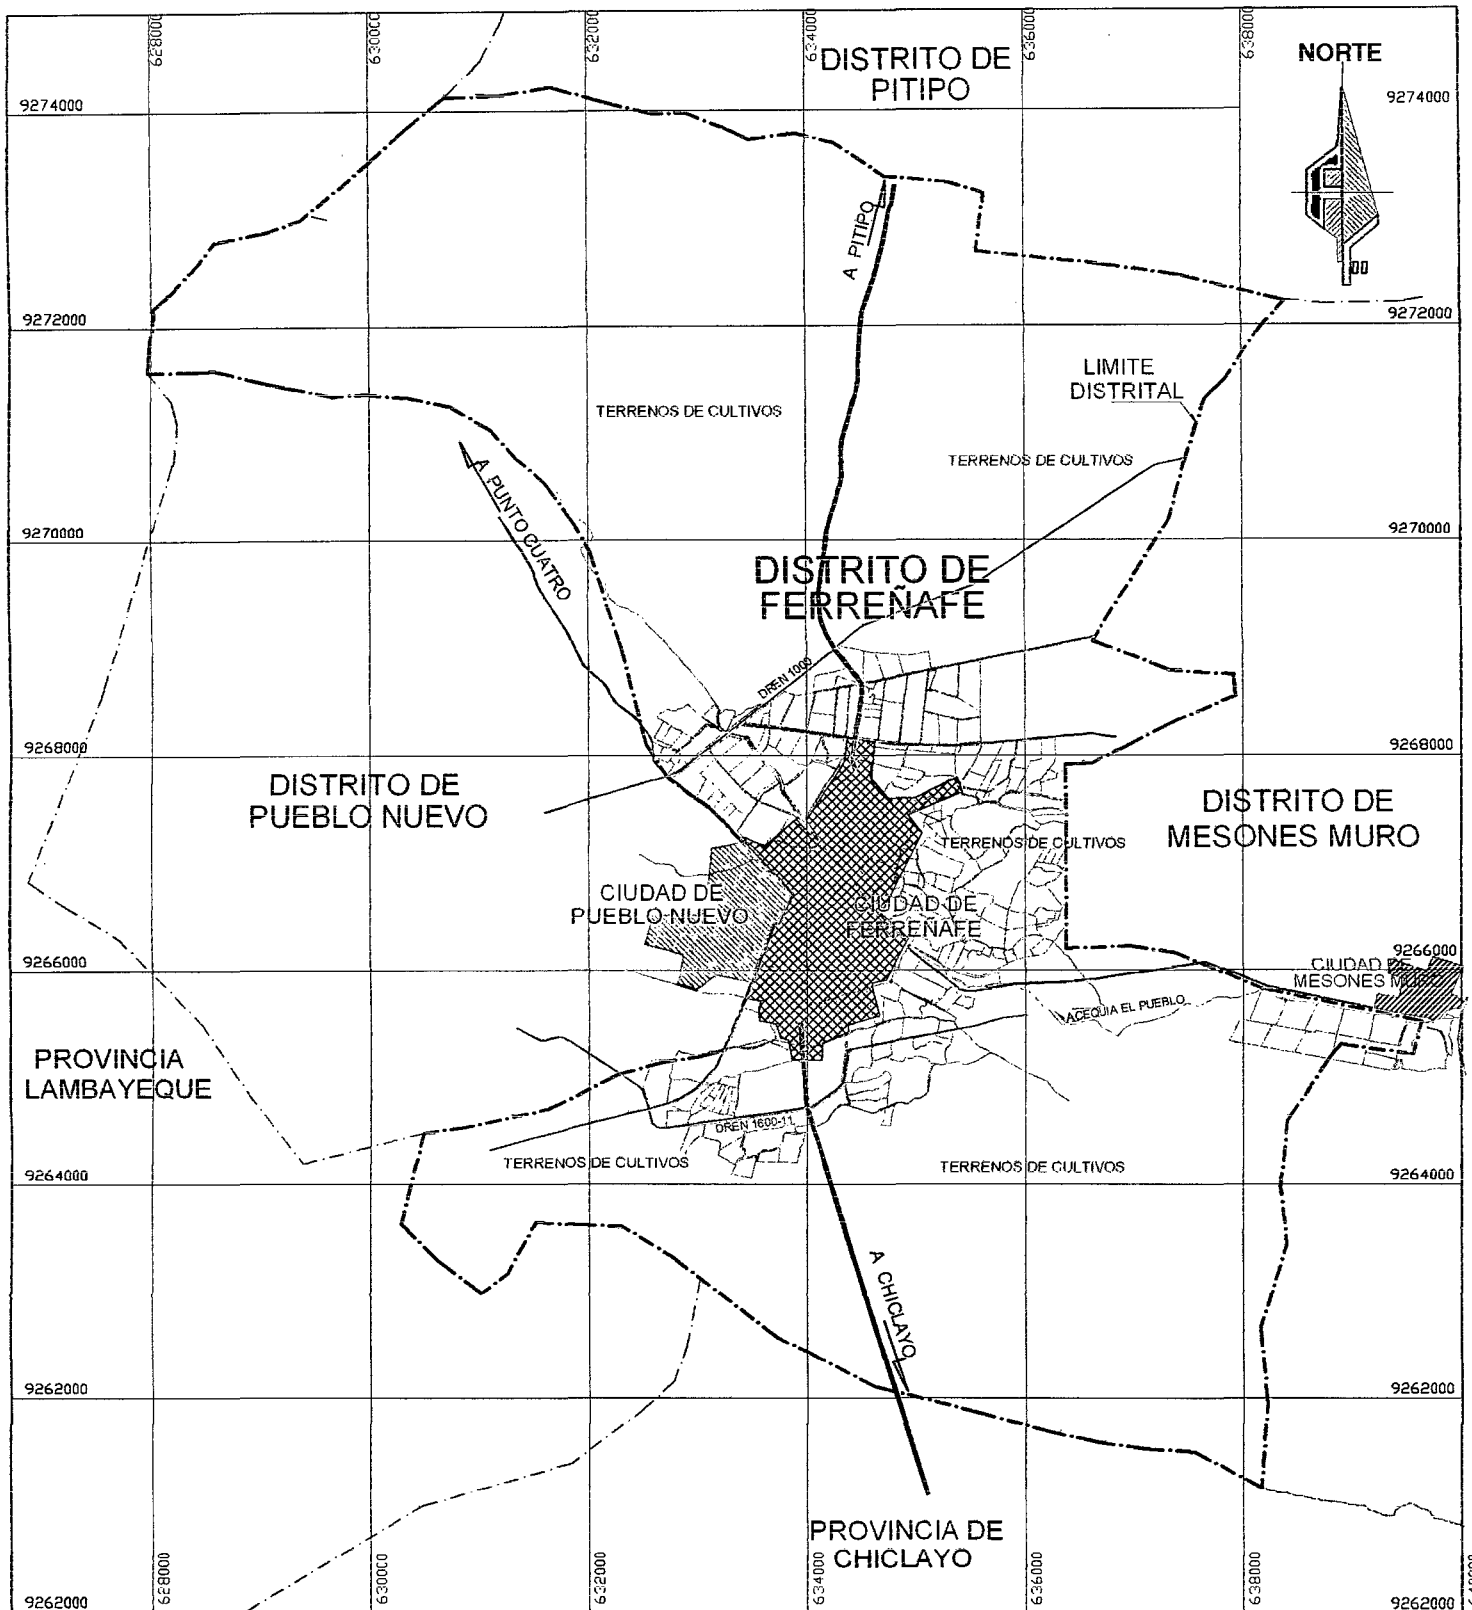 628000
630000
632000
634000
636000
638000
DISTRITO DE
PITIPO
NORTE
9274000
9274000
A PITIPO
9272000
9272000
LIMITE
DISTRITAL
TERRENOS DE CULTIVOS
TERRENOS DE CULTIVOS
A PUNTO CUATRO
9270000
9270000
DISTRITO DE
FERREÑAFE
DREN 1000
9268000
9268000
DISTRITO DE
PUEBLO NUEVO
DISTRITO DE
MESONES MURO
TERRENOS DE CULTIVOS
CIUDAD DE
PUEBLO NUEVO
CIUDAD DE
FERREÑAFE
9266000
9266000
CIUDAD DE
MESONES MURO
ACEQUIA EL PUEBLO
PROVINCIA
LAMBAYEQUE
DREN 1600-11
TERRENOS DE CULTIVOS
TERRENOS DE CULTIVOS
9264000
9264000
A CHICLAYO
9262000
9262000
PROVINCIA DE
CHICLAYO
628000
630000
632000
634000
636000
638000
9262000
9262000